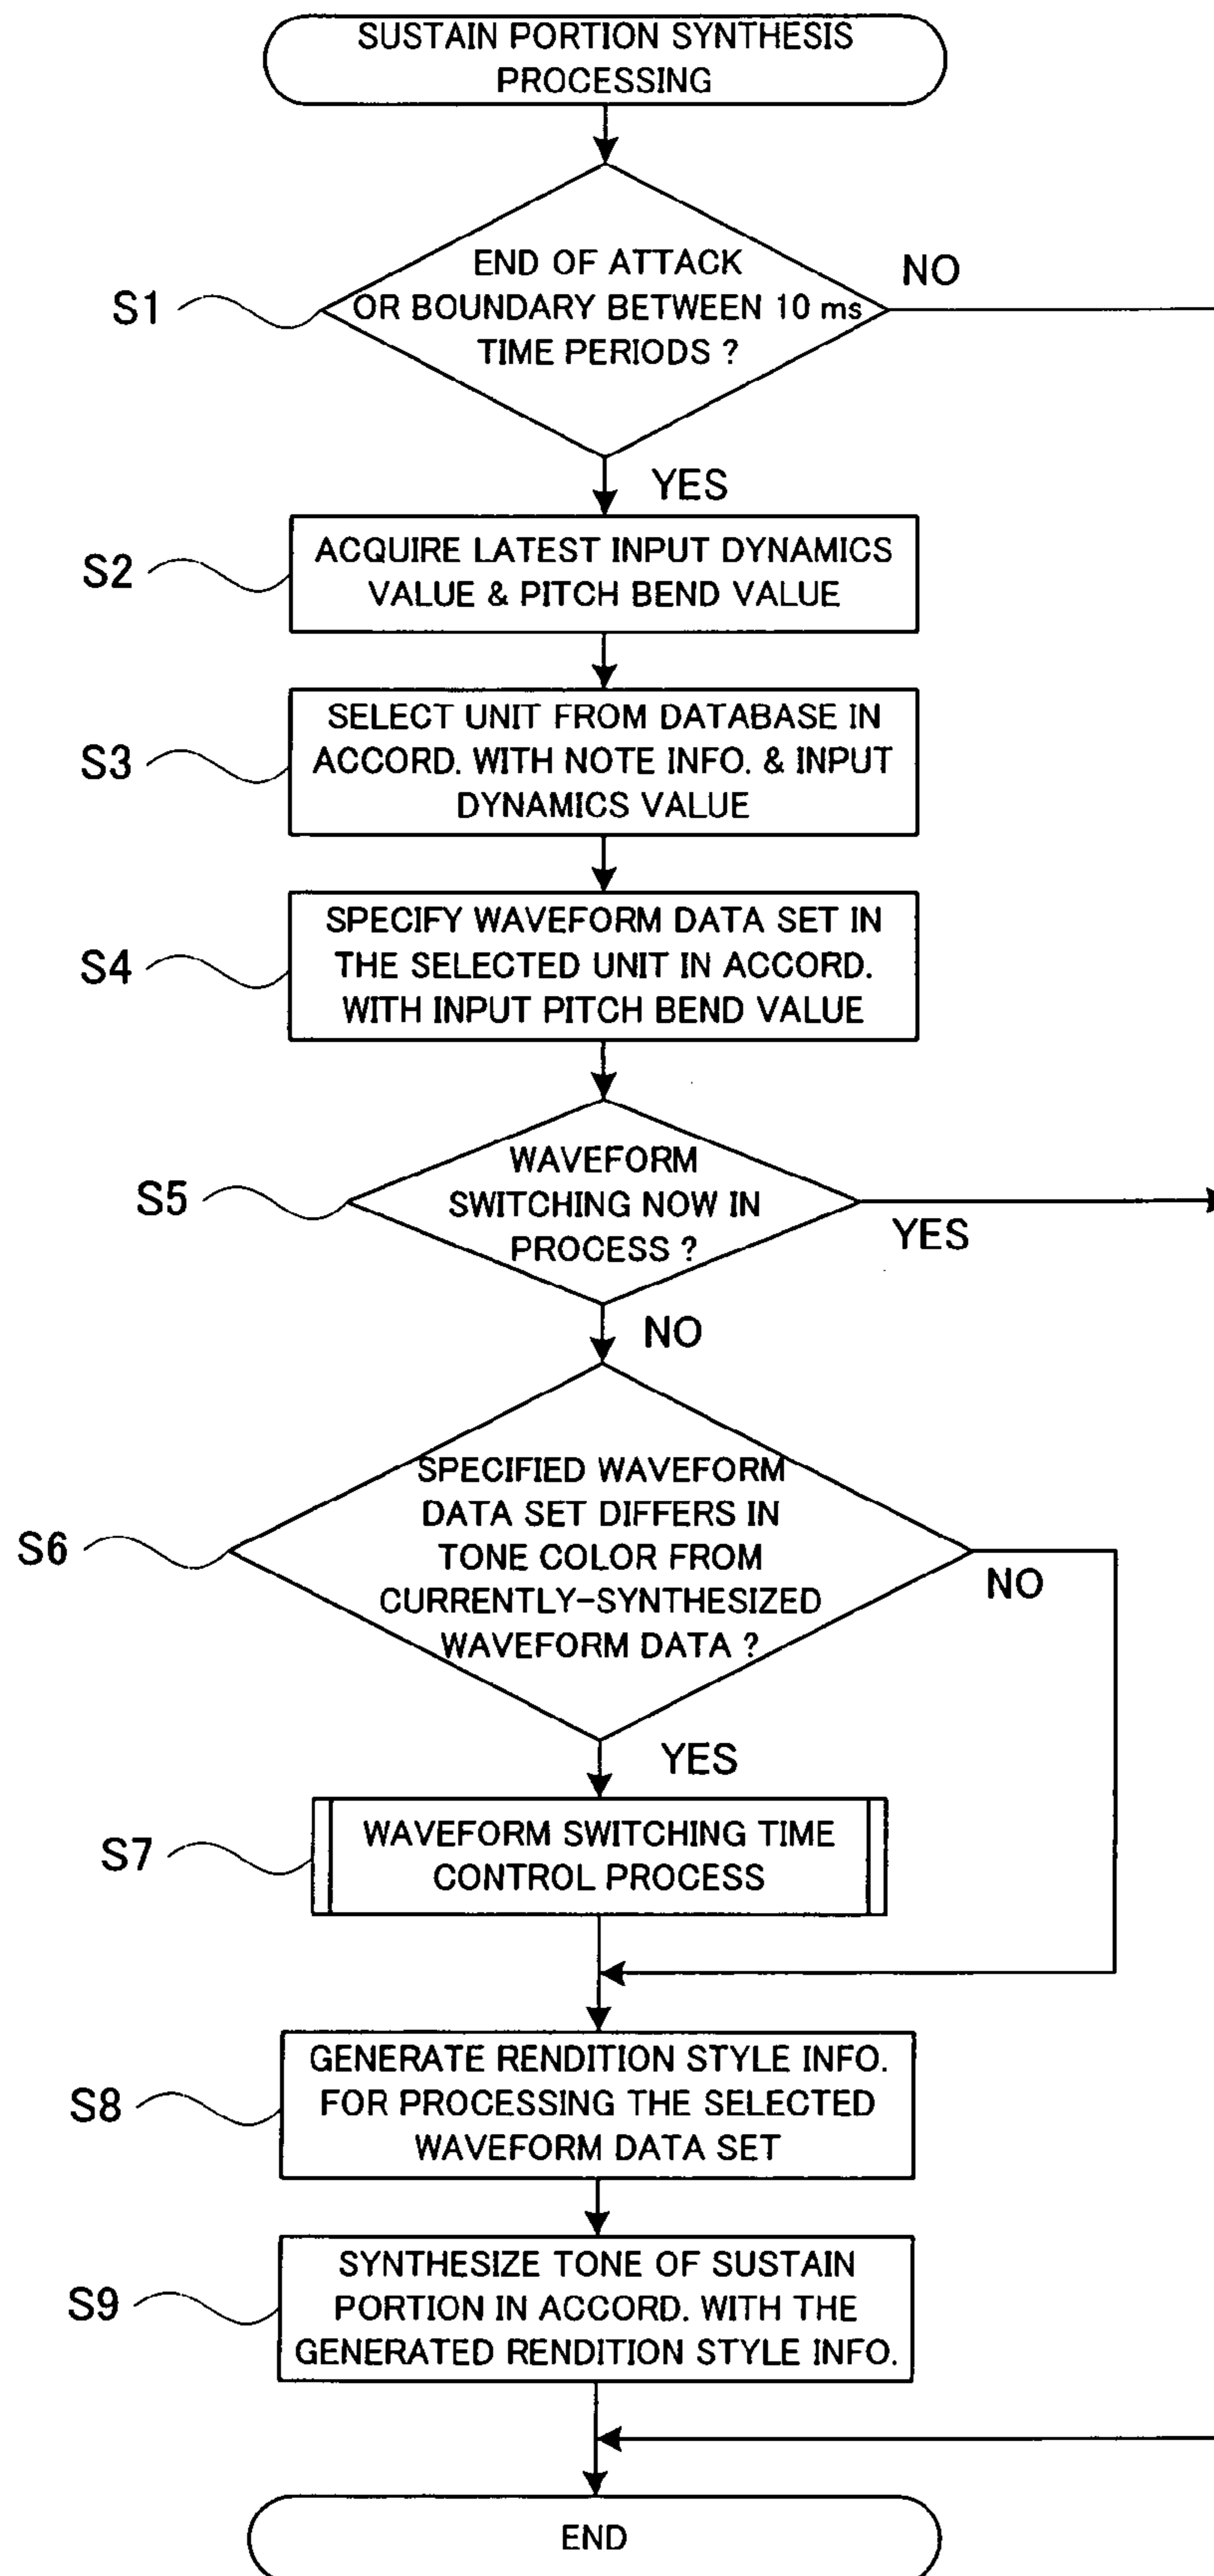 SUSTAIN PORTION SYNTHESIS
PROCESSING
S1
END OF ATTACK
OR BOUNDARY BETWEEN 10 ms
TIME PERIODS ?
NO
YES
S2
ACQUIRE LATEST INPUT DYNAMICS
VALUE & PITCH BEND VALUE
S3
SELECT UNIT FROM DATABASE IN
ACCORD. WITH NOTE INFO. & INPUT
DYNAMICS VALUE
S4
SPECIFY WAVEFORM DATA SET IN
THE SELECTED UNIT IN ACCORD.
WITH INPUT PITCH BEND VALUE
S5
WAVEFORM
SWITCHING NOW IN
PROCESS ?
YES
NO
S6
SPECIFIED WAVEFORM
DATA SET DIFFERS IN
TONE COLOR FROM
CURRENTLY-SYNTHESIZED
WAVEFORM DATA ?
NO
YES
S7
WAVEFORM SWITCHING TIME
CONTROL PROCESS
S8
GENERATE RENDITION STYLE INFO.
FOR PROCESSING THE SELECTED
WAVEFORM DATA SET
S9
SYNTHESIZE TONE OF SUSTAIN
PORTION IN ACCORD. WITH THE
GENERATED RENDITION STYLE INFO.
END